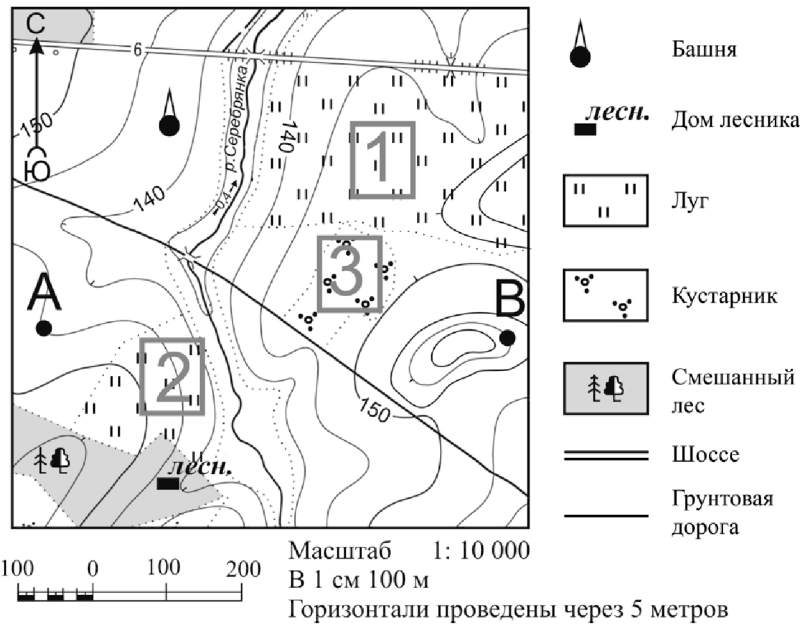 С
6
150
Ю
140
р.Серебрянка
0,4
140
1
3
А
В
2
150
лесн.
Башня
лесн.
Дом лесника
Луг
Кустарник
Смешанный
лес
Шоссе
Грунтовая
дорога
100 0 100 200
Масштаб 1: 10 000
В 1 см 100 м
Горизонтали проведены через 5 метров